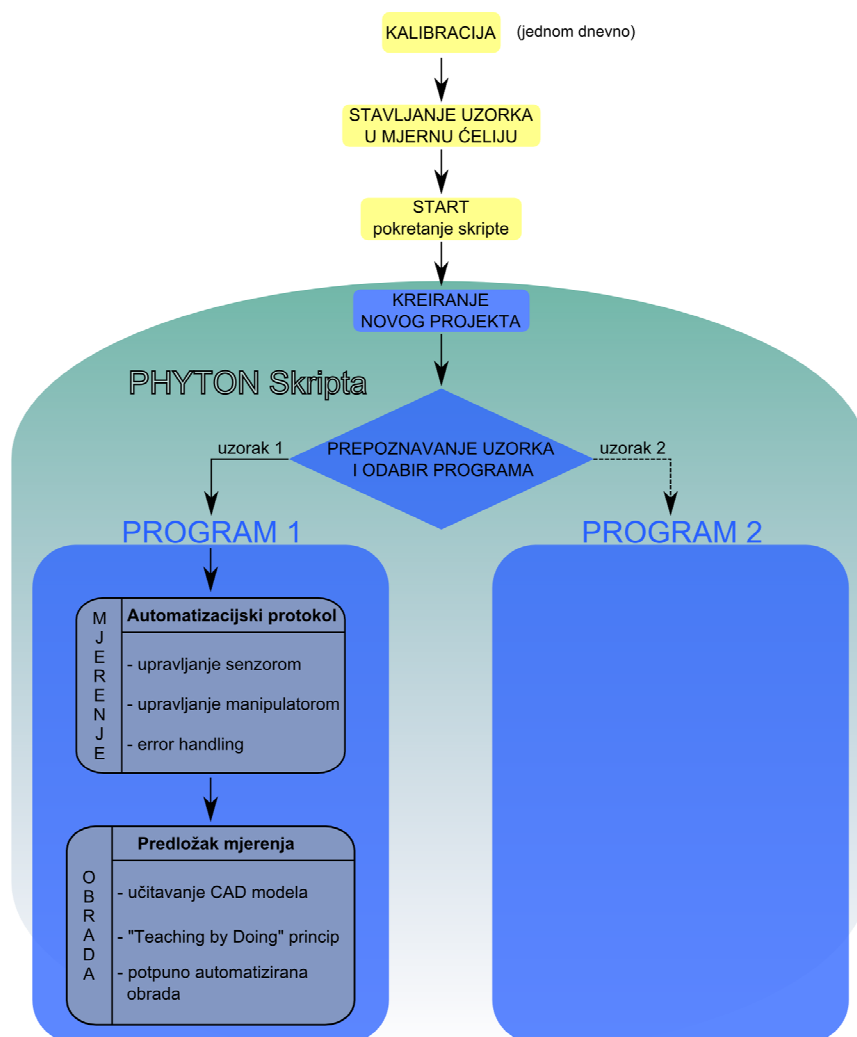 KALIBRACIJA (jednom dnevno)
STAVLJANJE UZORKA
U MJERNU ĆELIJU
START
pokretanje skripte
KREIRANJE
NOVOG PROJEKTA
PHYTON Skripta
uzorak 1
PREPOZNAVANJE UZORKA
I ODABIR PROGRAMA
uzorak 2
PROGRAM 1
MJERENJE
Automatizacijski protokol
- upravljanje senzorom
- upravljanje manipulatorom
- error handling
OBRADA
Predložak mjerenja
- učitavanje CAD modela
- "Teaching by Doing" princip
- potpuno automatizirana
obrada
PROGRAM 2